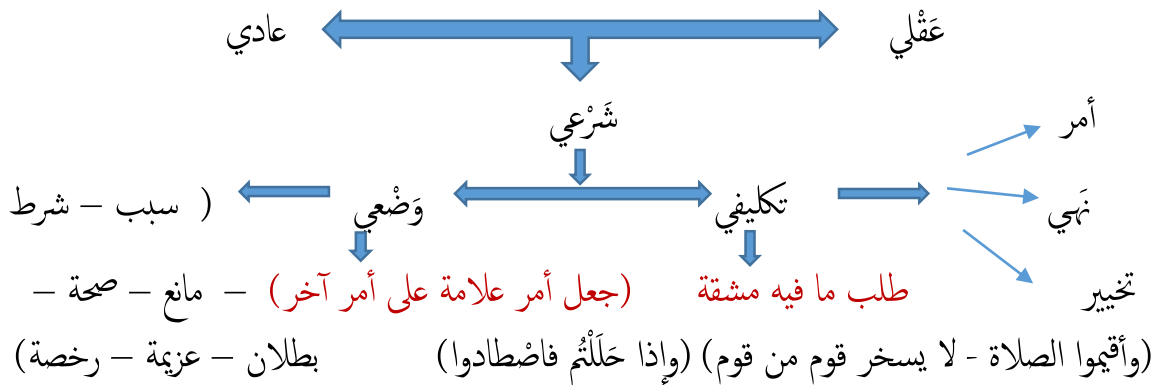 عَقْلي عادي
شَرْعي أمر
نَهي تكليفي وَضْعي ( سبب – شرط
تخيير طلب ما فيه مشقة (جعل أمر علامة على أمر آخر) – مانع – صحة –
(وأقيموا الصلاة - لا يسخر قوم من قوم) (وإذا حَلَلْتُم فاصْطادوا) بطلان – عزيمة – رخصة)